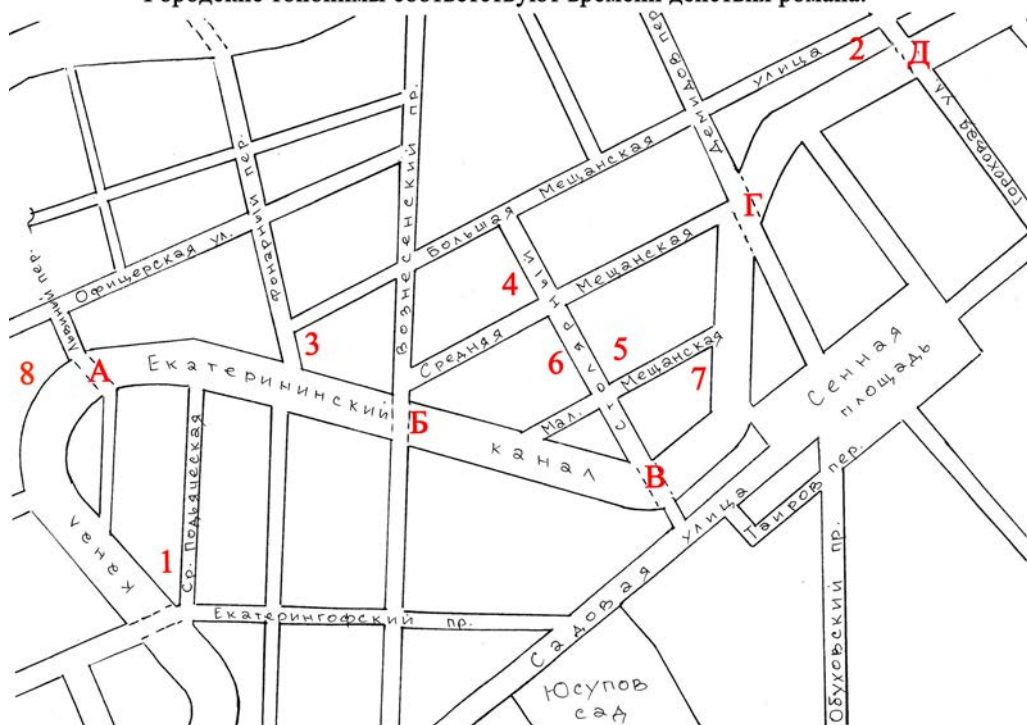 Городские топонимы соответствуют времени действия романа.
Демидов пер.
2
Д
улица
Гороховая ул.
Вознесенский пр.
Фонарный пер.
Мещанская
Большая
Г
Офицерская ул.
Львиный пер.
4
Мещанская
Столярный
3
Средняя
6
5
8
А
Екатерининский
Мещанская
7
Сенная
площадь
Б
Мал.
канал
В
Таиров пер.
канал
1
ср. Подьяческая
улица
Екатерингофский пр.
Садовая
Обуховский пр.
Юсупов
сад